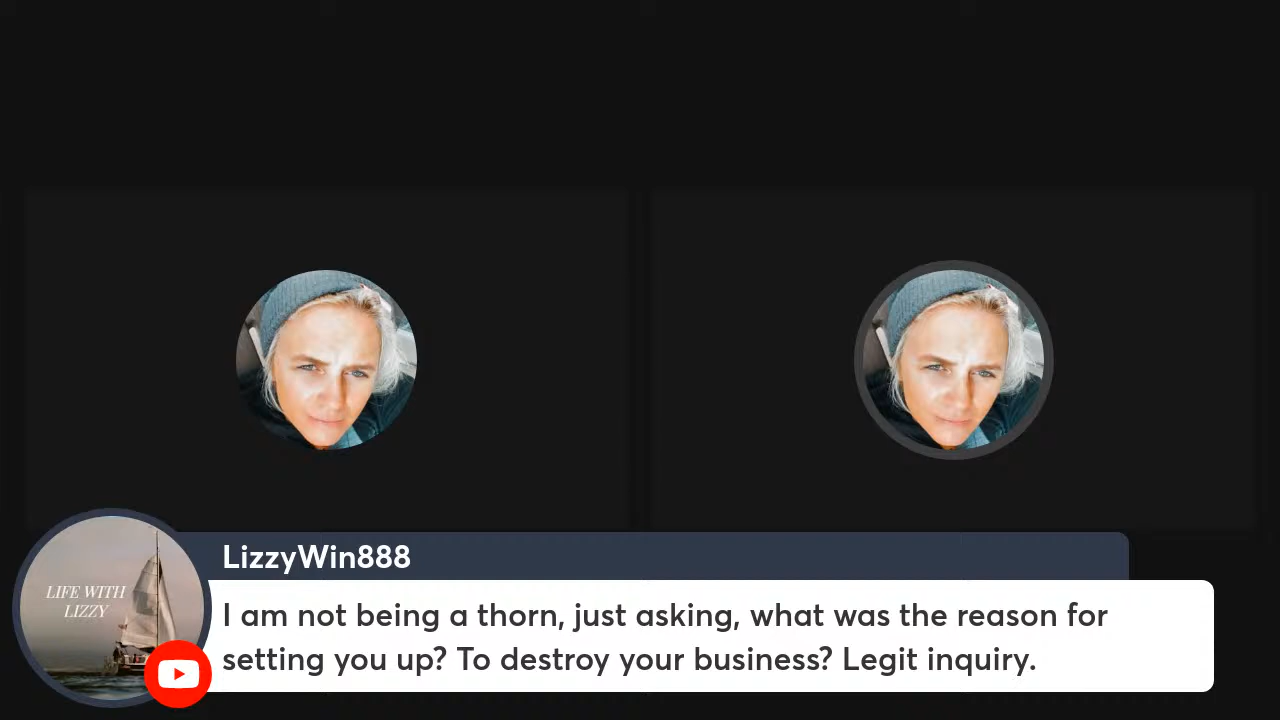 LizzyWin888
LIFE WITH
LIZZY
I am not being a thorn, just asking, what was the reason for
setting you up? To destroy your business? Legit inquiry.